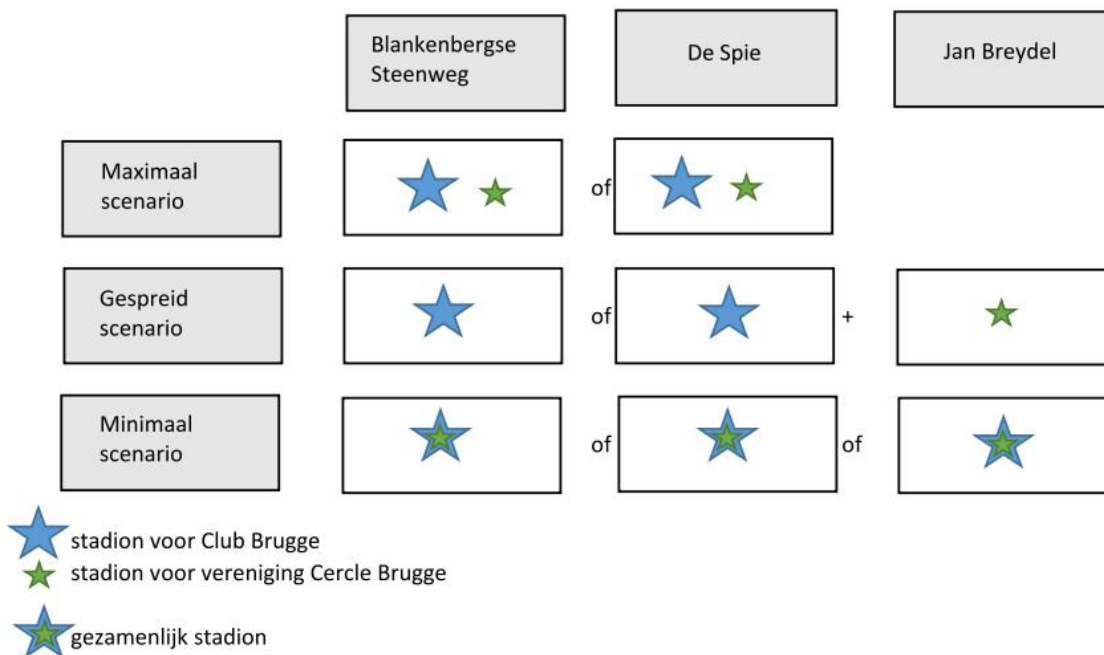 Blankenbergse
Steenweg
De Spie
Jan Breydel
Maximaal
scenario
of
Gespreid
scenario
of
+
Minimaal
scenario
of
of
stadion voor Club Brugge
stadion voor vereniging Cercle Brugge
gezamenlijk stadion